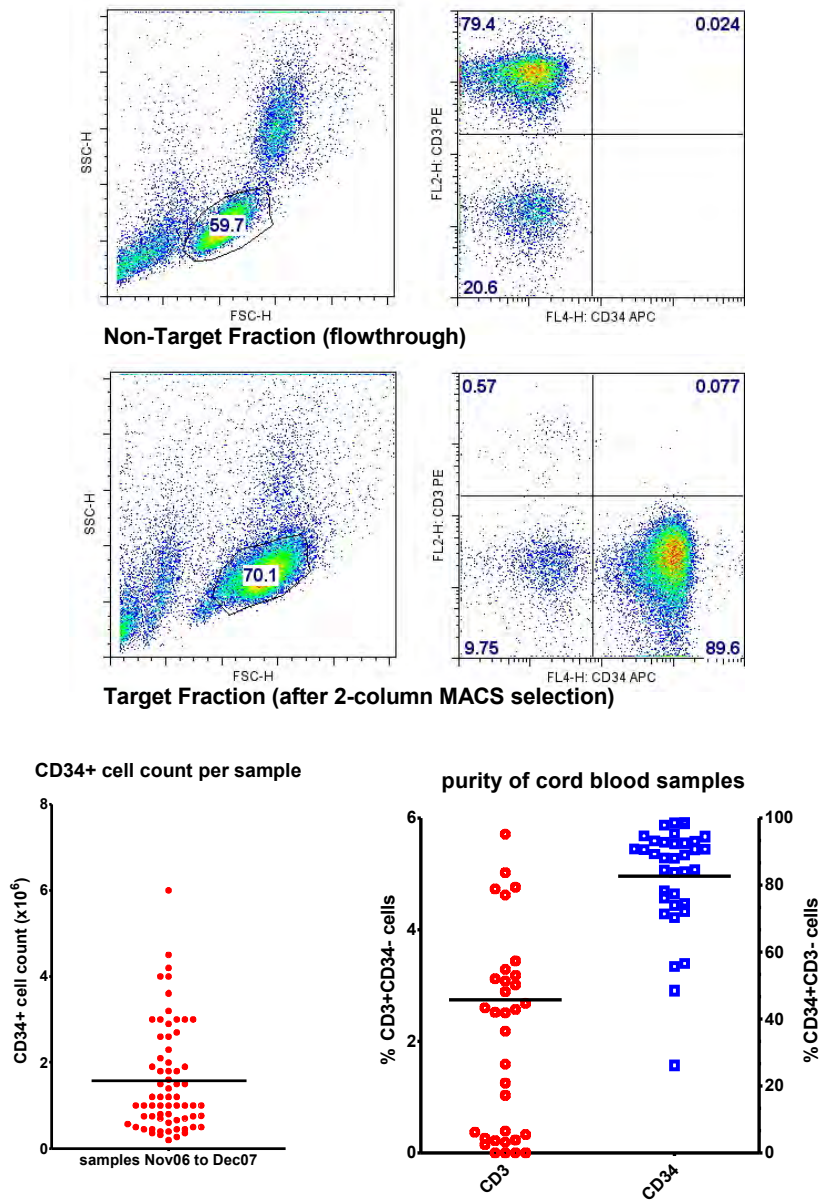 79.4 0.024
SSC-H
59.7
FL2-H: CD3 PE
20.6
FSC-H
FL4-H: CD34 APC
Non-Target Fraction (flowthrough)
0.57 0.077
SSC-H
70.1
FL2-H: CD3 PE
9.75 89.6
FSC-H
FL4-H: CD34 APC
Target Fraction (after 2-column MACS selection)
CD34+ cell count per sample
8
6
4
2
0
CD34+ cell count (x10⁶)
samples Nov06 to Dec07
purity of cord blood samples
6
4
2
0
% CD3+CD34- cells
100
80
60
40
20
0
%CD34+CD3- cells
CD3
CD34